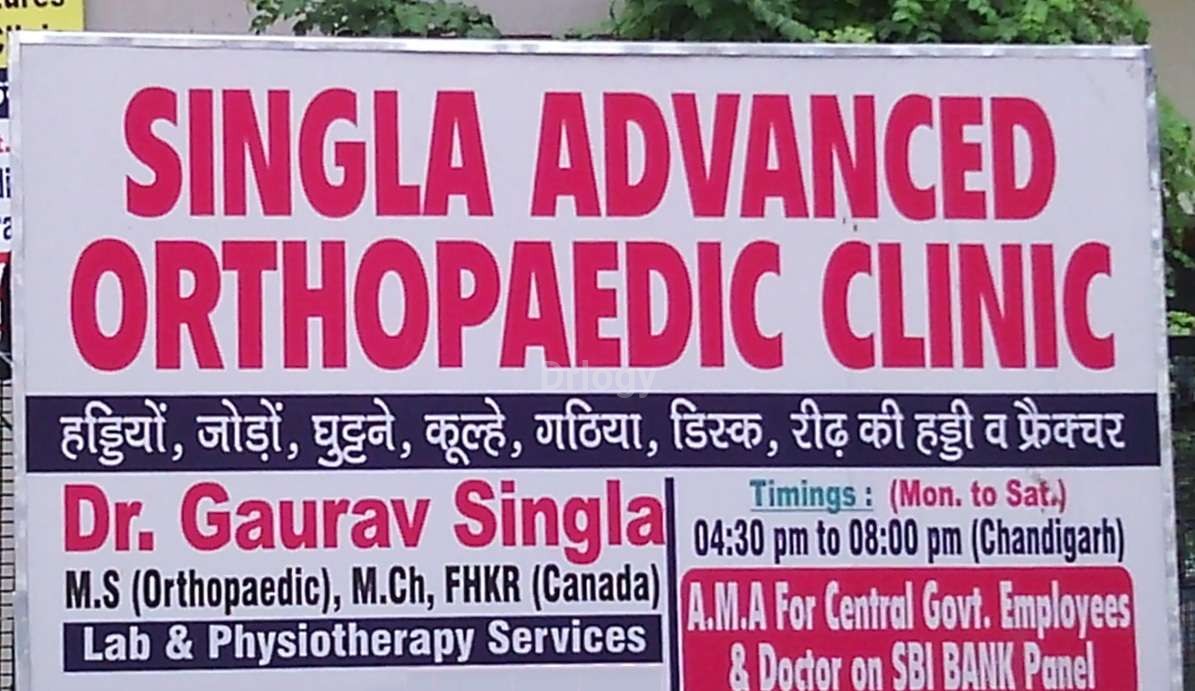 tures
SINGLA ADVANCED
ORTHOPAEDIC CLINIC
Drlogy
हड्डियों, जोड़ों, घुट्टने, कूल्हे, गठिया, डिस्क, रीढ़ की हड्डी व फ्रैक्चर
Dr. Gaurav Singla
M.S (Orthopaedic), M.Ch, FHKR (Canada)
Lab & Physiotherapy Services
Timings : (Mon. to Sat.)
04:30 pm to 08:00 pm (Chandigarh)
A.M.A For Central Govt. Employees
& Doctor on SBI BANK Panel